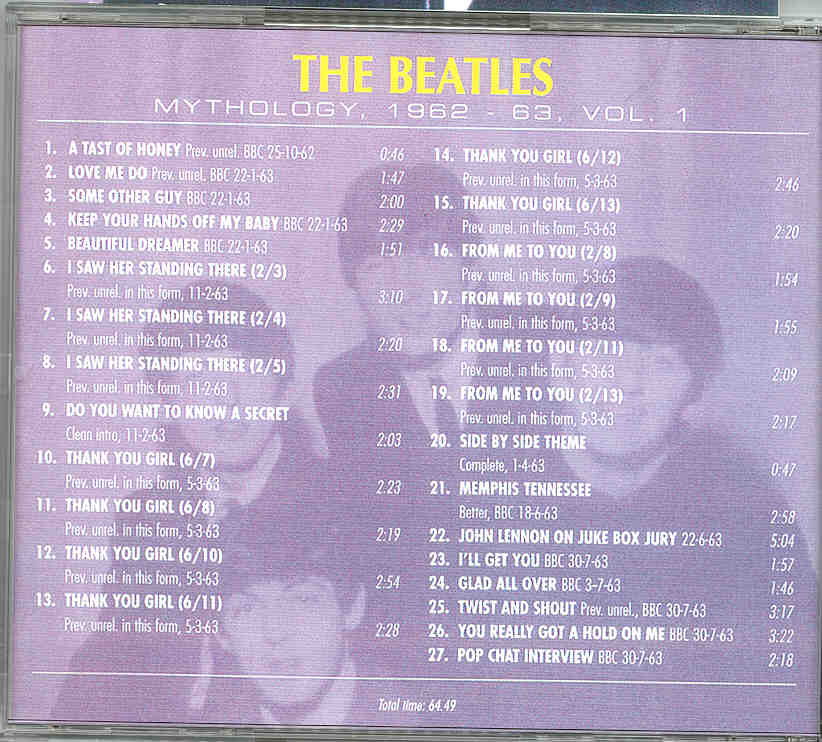 THE BEATLES
MYTHOLOGY, 1962 - 63, VOL. 1
1. A TAST OF HONEY Prev. unrel. BBC 25-10-62 0:46
2. LOVE ME DO Prev. unrel. BBC 22-1-63 1:47
3. SOME OTHER GUY BBC 22-1-63 2:00
4. KEEP YOUR HANDS OFF MY BABY BBC 22-1-63 2:29
5. BEAUTIFUL DREAMER BBC 22-1-63 1:51
6. I SAW HER STANDING THERE (2/3)
Prev. unrel. in this form, 11-2-63 3:10
7. I SAW HER STANDING THERE (2/4)
Prev. unrel. in this form, 11-2-63 2:20
8. I SAW HER STANDING THERE (2/5)
Prev. unrel. in this form, 11-2-63 2:31
9. DO YOU WANT TO KNOW A SECRET
Clean intro, 11-2-63 2:03
10. THANK YOU GIRL (6/7)
Prev. unrel. in this form, 5-3-63 2:23
11. THANK YOU GIRL (6/8)
Prev. unrel. in this form, 5-3-63 2:19
12. THANK YOU GIRL (6/10)
Prev. unrel. in this form, 5-3-63 2:54
13. THANK YOU GIRL (6/11)
Prev. unrel. in this form, 5-3-63 2:28
14. THANK YOU GIRL (6/12)
Prev. unrel. in this form, 5-3-63 2:46
15. THANK YOU GIRL (6/13)
Prev. unrel. in this form, 5-3-63 2:20
16. FROM ME TO YOU (2/8)
Prev. unrel. in this form, 5-3-63 1:54
17. FROM ME TO YOU (2/9)
Prev. unrel. in this form, 5-3-63 1:55
18. FROM ME TO YOU (2/11)
Prev. unrel. in this form, 5-3-63 2:09
19. FROM ME TO YOU (2/13)
Prev. unrel. in this form, 5-3-63 2:17
20. SIDE BY SIDE THEME
Complete, 1-4-63 0:47
21. MEMPHIS TENNESSEE
Better, BBC 18-6-63 2:58
22. JOHN LENNON ON JUKE BOX JURY 22-6-63 5:04
23. I'LL GET YOU BBC 30-7-63 1:57
24. GLAD ALL OVER BBC 3-7-63 1:46
25. TWIST AND SHOUT Prev. unrel., BBC 30-7-63 3:17
26. YOU REALLY GOT A HOLD ON ME BBC 30-7-63 3:22
27. POP CHAT INTERVIEW BBC 30-7-63 2:18
Total time: 64.49